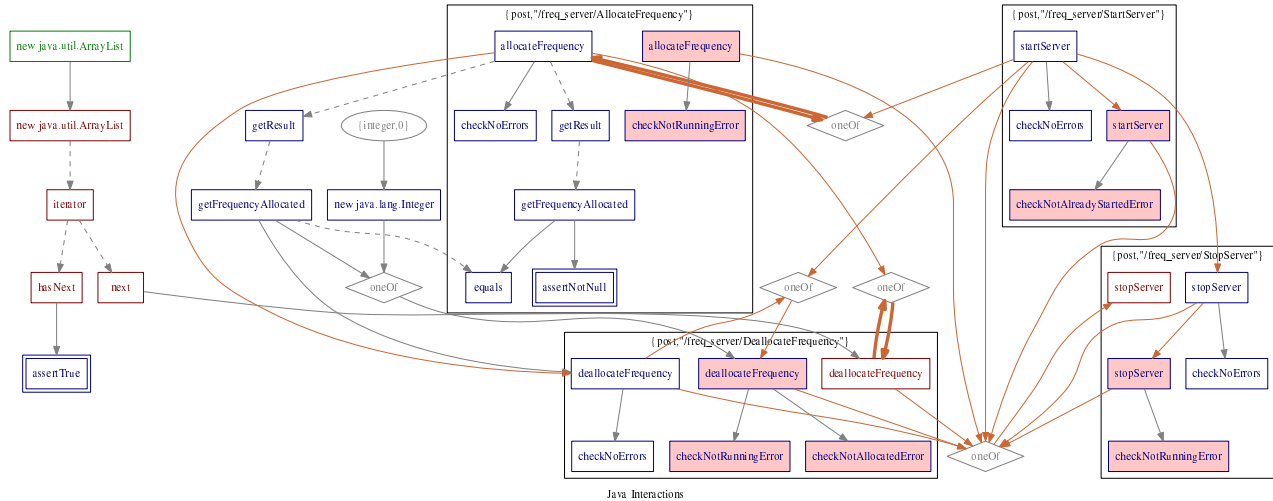 {post,"/freq_server/AllocateFrequency"}
{post,"/freq_server/StartServer"}
new java.util.ArrayList
allocateFrequency
allocateFrequency
startServer
new java.util.ArrayList
getResult
{integer,0}
checkNoErrors
getResult
checkNotRunningError
oneOf
checkNoErrors
startServer
iterator
getFrequencyAllocated
new java.lang.Integer
getFrequencyAllocated
checkNotAlreadyStartedError
{post,"/freq_server/StopServer"}
hasNext
next
oneOf
equals
assertNotNull
oneOf
oneOf
stopServer
stopServer
{post,"/freq_server/DeallocateFrequency"}
assertTrue
deallocateFrequency
deallocateFrequency
deallocateFrequency
stopServer
checkNoErrors
checkNoErrors
checkNotRunningError
checkNotAllocatedError
oneOf
checkNotRunningError
Java Interactions